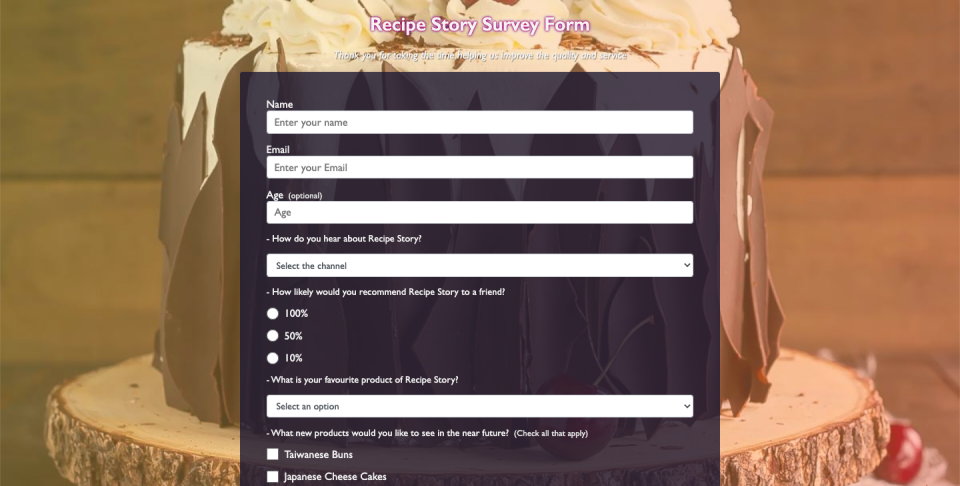 Recipe Story Survey Form
Thank you for taking the time helping us improve the quality and service
Name
Enter your name
Email
Enter your Email
Age (optional)
Age
- How do you hear about Recipe Story?
Select the channel
- How likely would you recommend Recipe Story to a friend?
100%
50%
10%
- What is your favourite product of Recipe Story?
Select an option
- What new products would you like to see in the near future? (Check all that apply)
Taiwanese Buns
Japanese Cheese Cakes